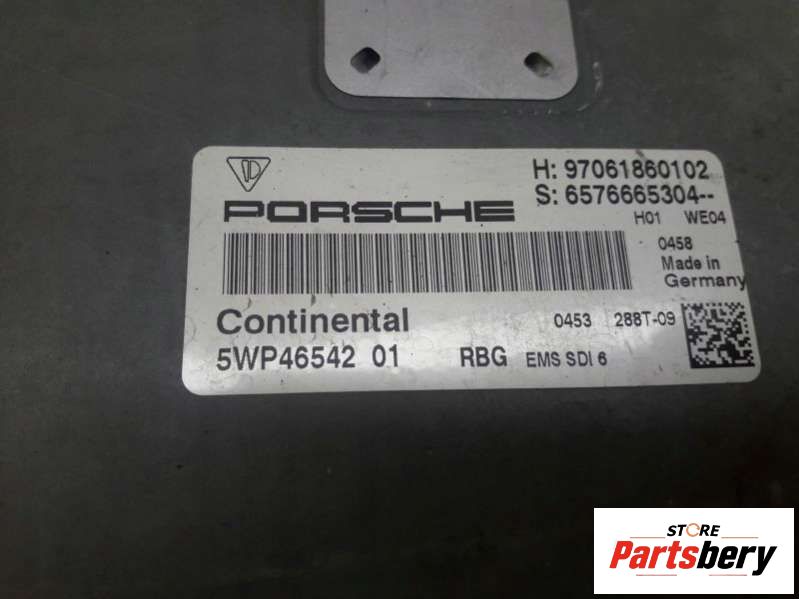 H: 97061860102
S: 6576665304--
PORSCHE
H01 WE04
0458
Made in
Germany
Continental
0453 288T-09
5WP46542 01 RBG EMS SDI 6
STORE
Partsbery